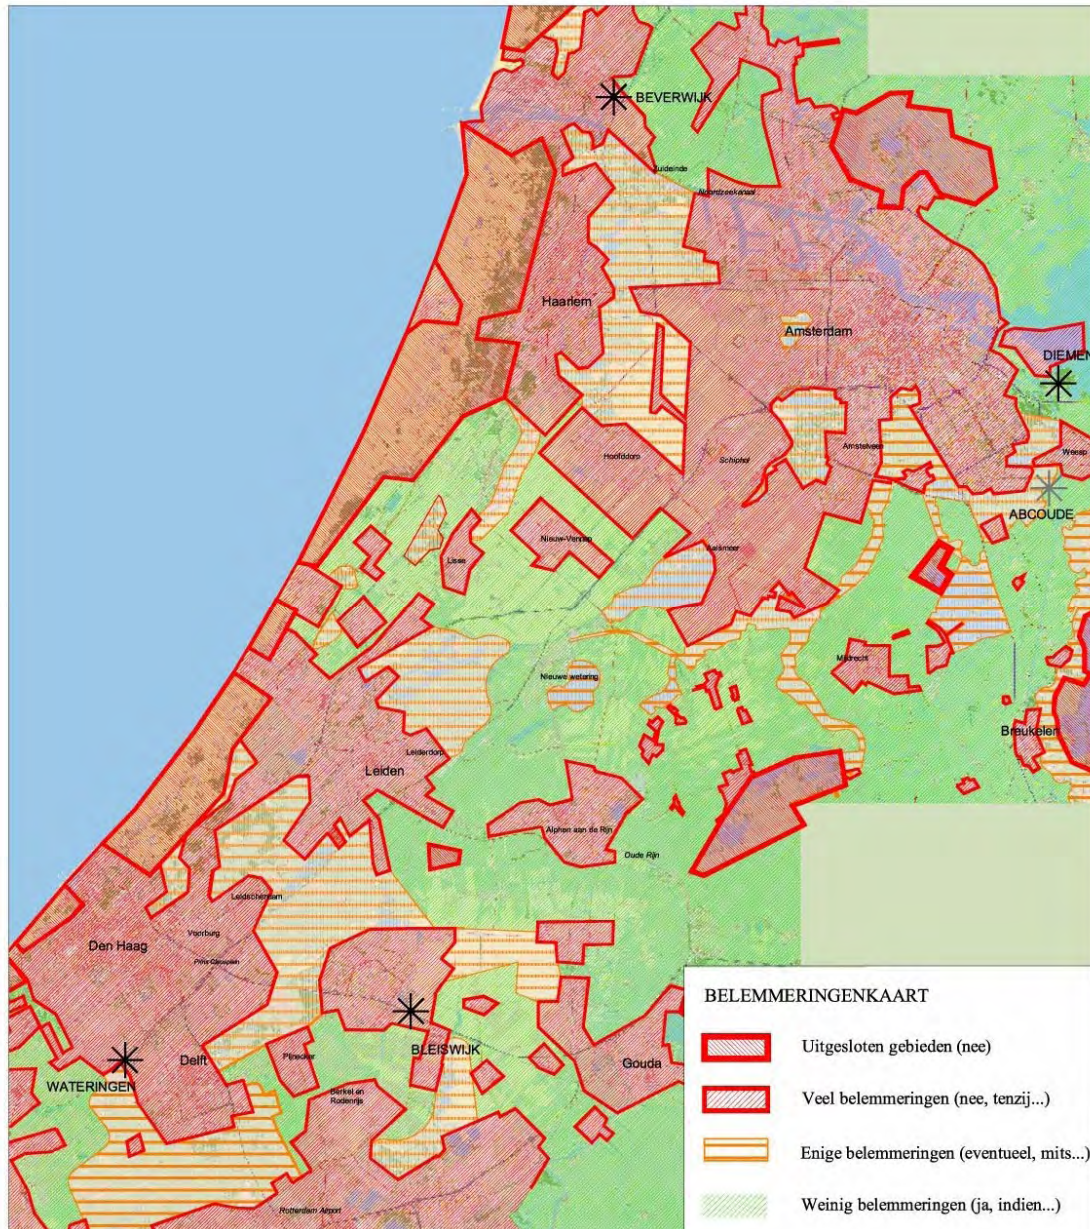 BEVERWIJK
Zuideinde
Noordzeekanaal
Haarlem
Amsterdam
DIEMEN
Hoofddorp
Schiphol
Amstelveen
Weesp
ABCOUDE
Nieuw-Vennep
Aalsmeer
Lisse
Mijdrecht
Nieuwe wetering
Breukelen
Leiderdorp
Leiden
Alphen aan de Rijn
Oude Rijn
Leidschendam
Voorburg
Den Haag
Prins Clausplein
BLEISWIJK
Delft
Pijnacker
Gouda
WATERINGEN
Berkel en
Rodenrijs
Rotterdam Airport
BELEMMERINGENKAART
Uitgesloten gebieden (nee)
Veel belemmeringen (nee, tenzij...)
Enige belemmeringen (eventueel, mits...)
Weinig belemmeringen (ja, indien...)